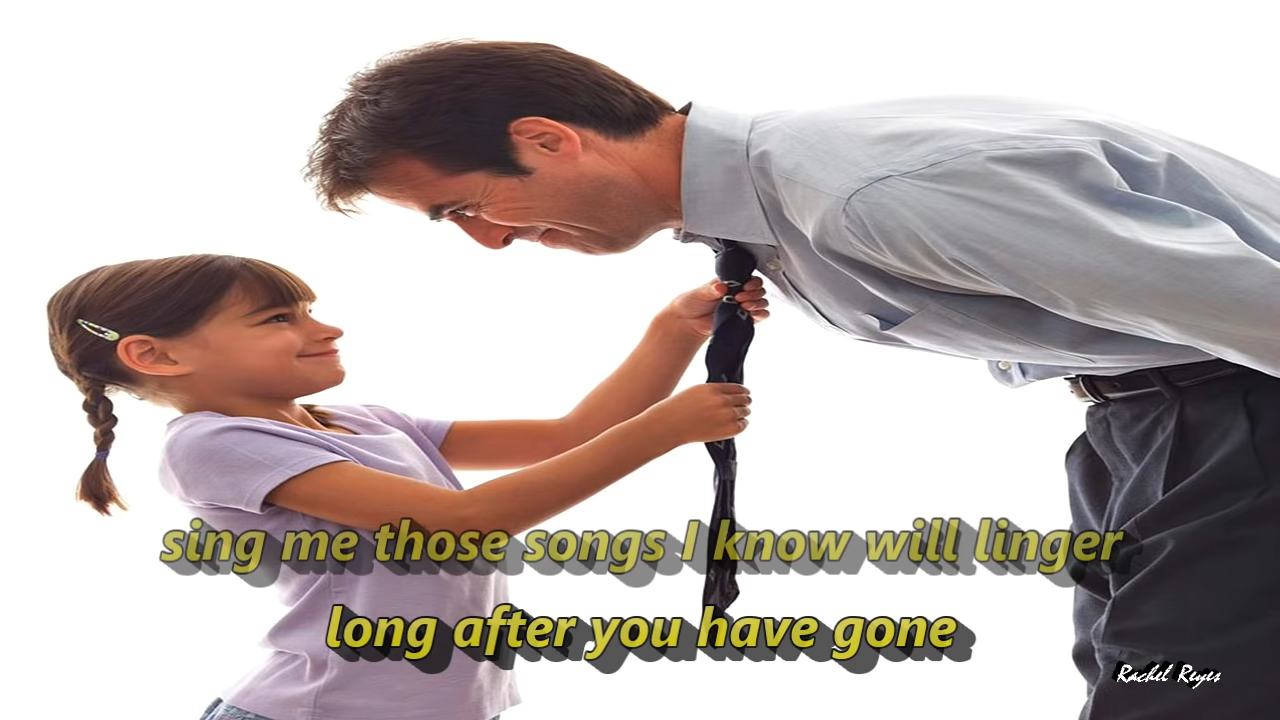 sing me those songs I know will linger
long after you have gone
Rachel Reyes